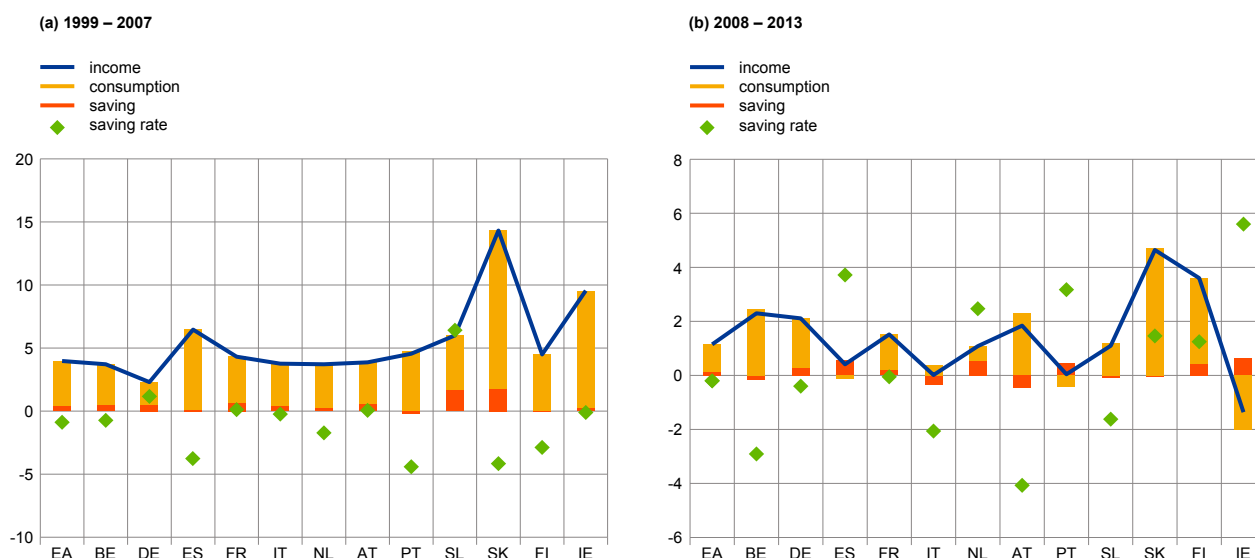 (a) 1999 – 2007
income
consumption
saving
saving rate
20
15
10
5
0
-5
-10
EA BE DE ES FR IT NL AT PT SL SK FI IE
(b) 2008 – 2013
income
consumption
saving
saving rate
8
6
4
2
0
-2
-4
-6
EA BE DE ES FR IT NL AT PT SL SK FI IE